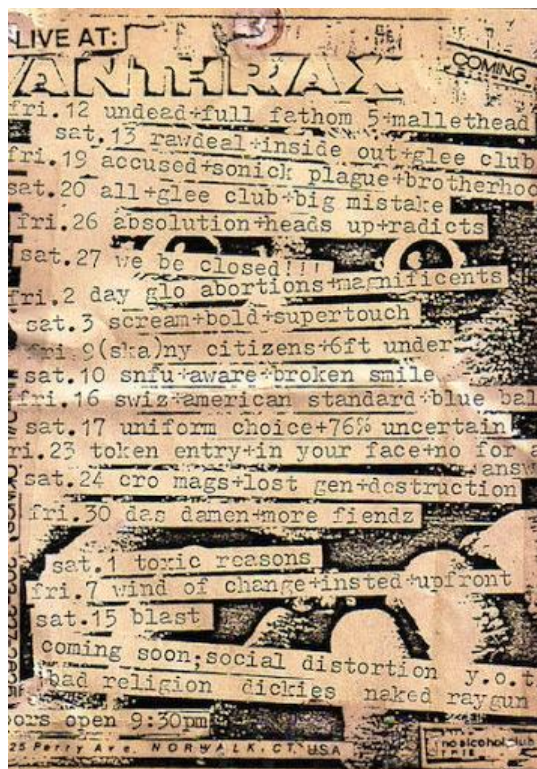 LIVE AT:
ANTHRAX
COMING
fri.12 undead+full fathom 5+mallethead
sat.13 rawdeal+inside out+glee club
fri.19 accused+sonick plague+brotherhoo
sat.20 all+glee club+big mistake
fri.26 absolution+heads up+radicts
sat.27 we be closed!!!
fri.2 day glo abortions+magnificents
sat.3 scream+bold+supertouch
fri.9(ska)ny citizens+6ft under
sat.10 snfu+aware+broken smile
fri.16 swiz+american standard+blue bal
sat.17 uniform choice+76% uncertain
ri.23 token entry+in your face+no for a
answ
sat.24 cro mags+lost gen+destruction
fri.30 das damen+more fiendz
sat.1 toxic reasons
fri.7 wind of change+insted+upfront
sat.15 blast
coming soon;social distortion y.o.t
bad religion dickies naked raygun
oors open 9:30pm
25 Perry Ave. NORWALK, CT. USA
no alcohol club